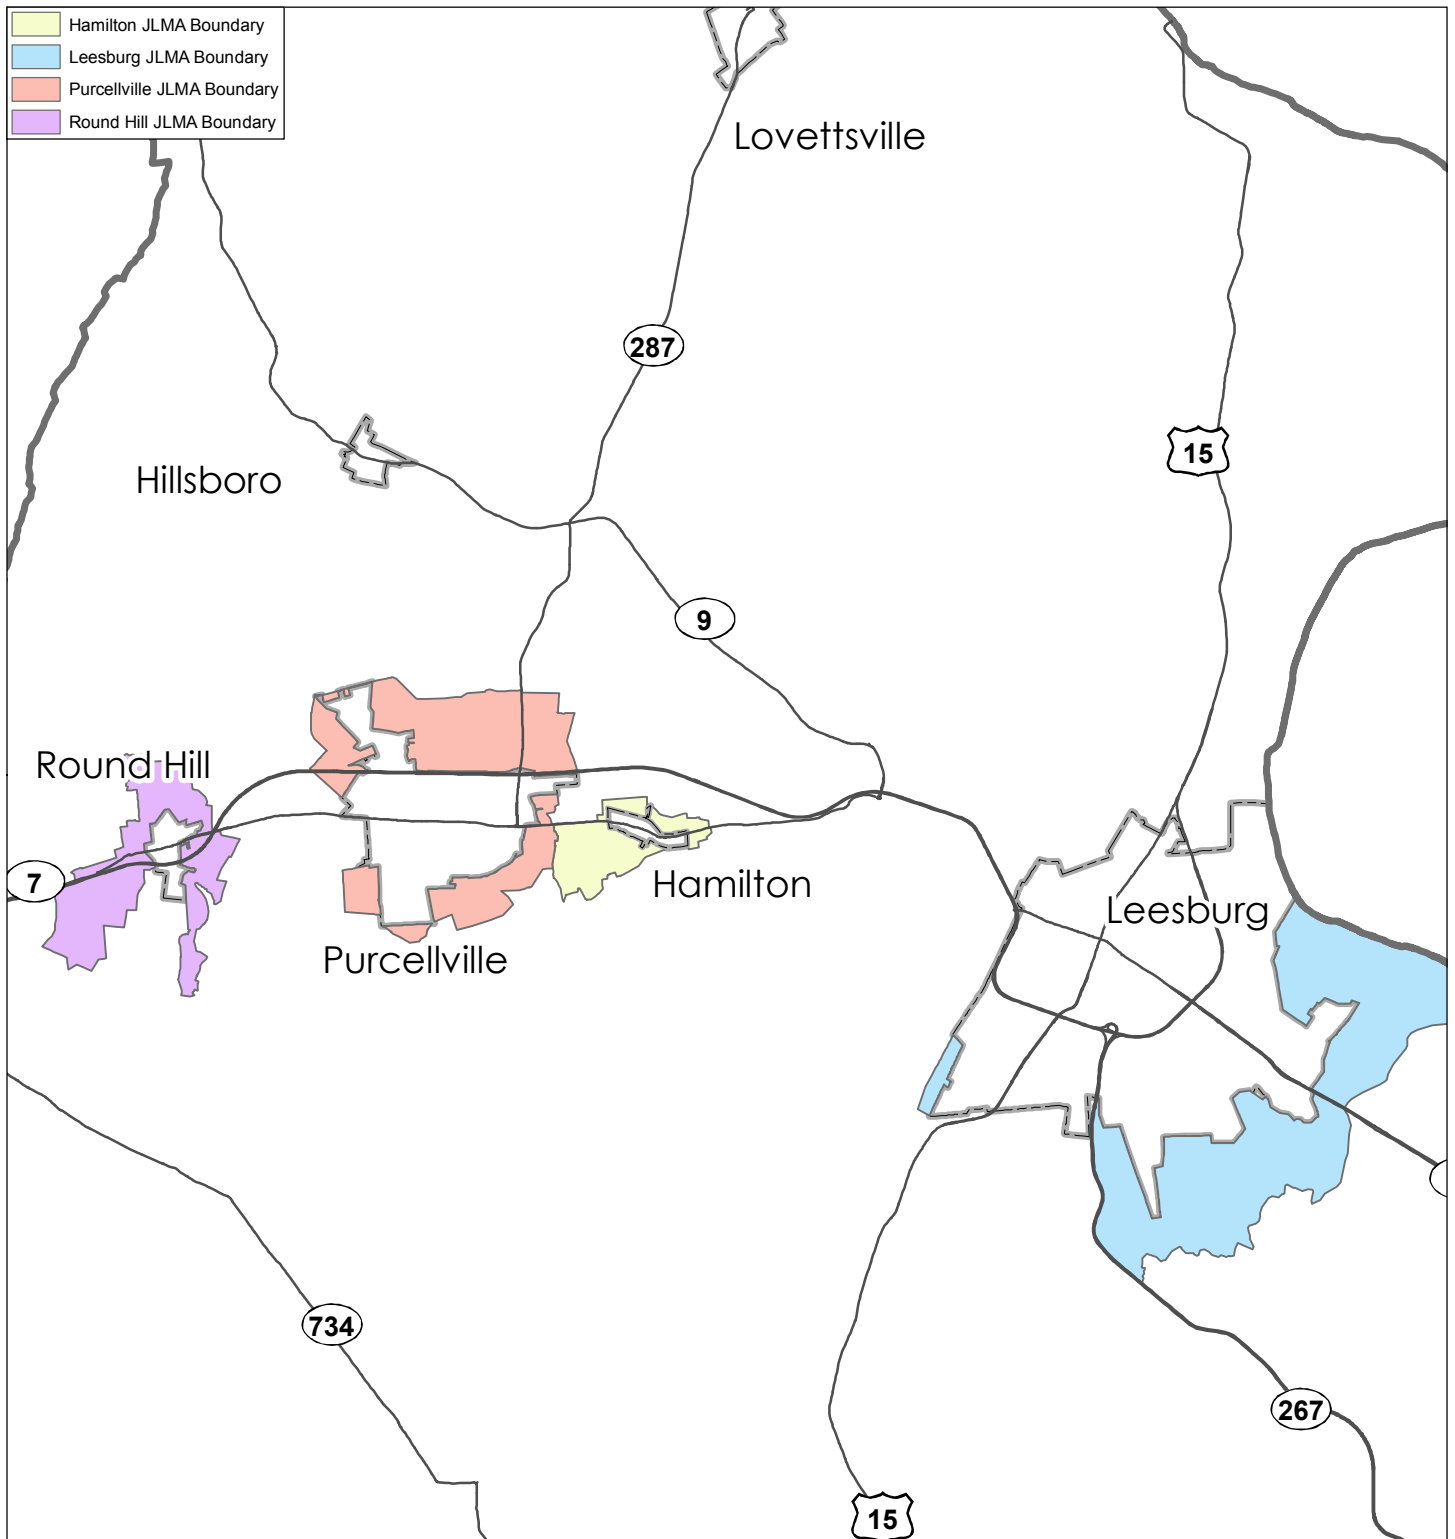 Hamilton JLMA Boundary
Leesburg JLMA Boundary
Purcellville JLMA Boundary
Round Hill JLMA Boundary
Lovettsville
287
15
Hillsboro
9
Round Hill
7
Hamilton
Leesburg
Purcellville
734
267
15